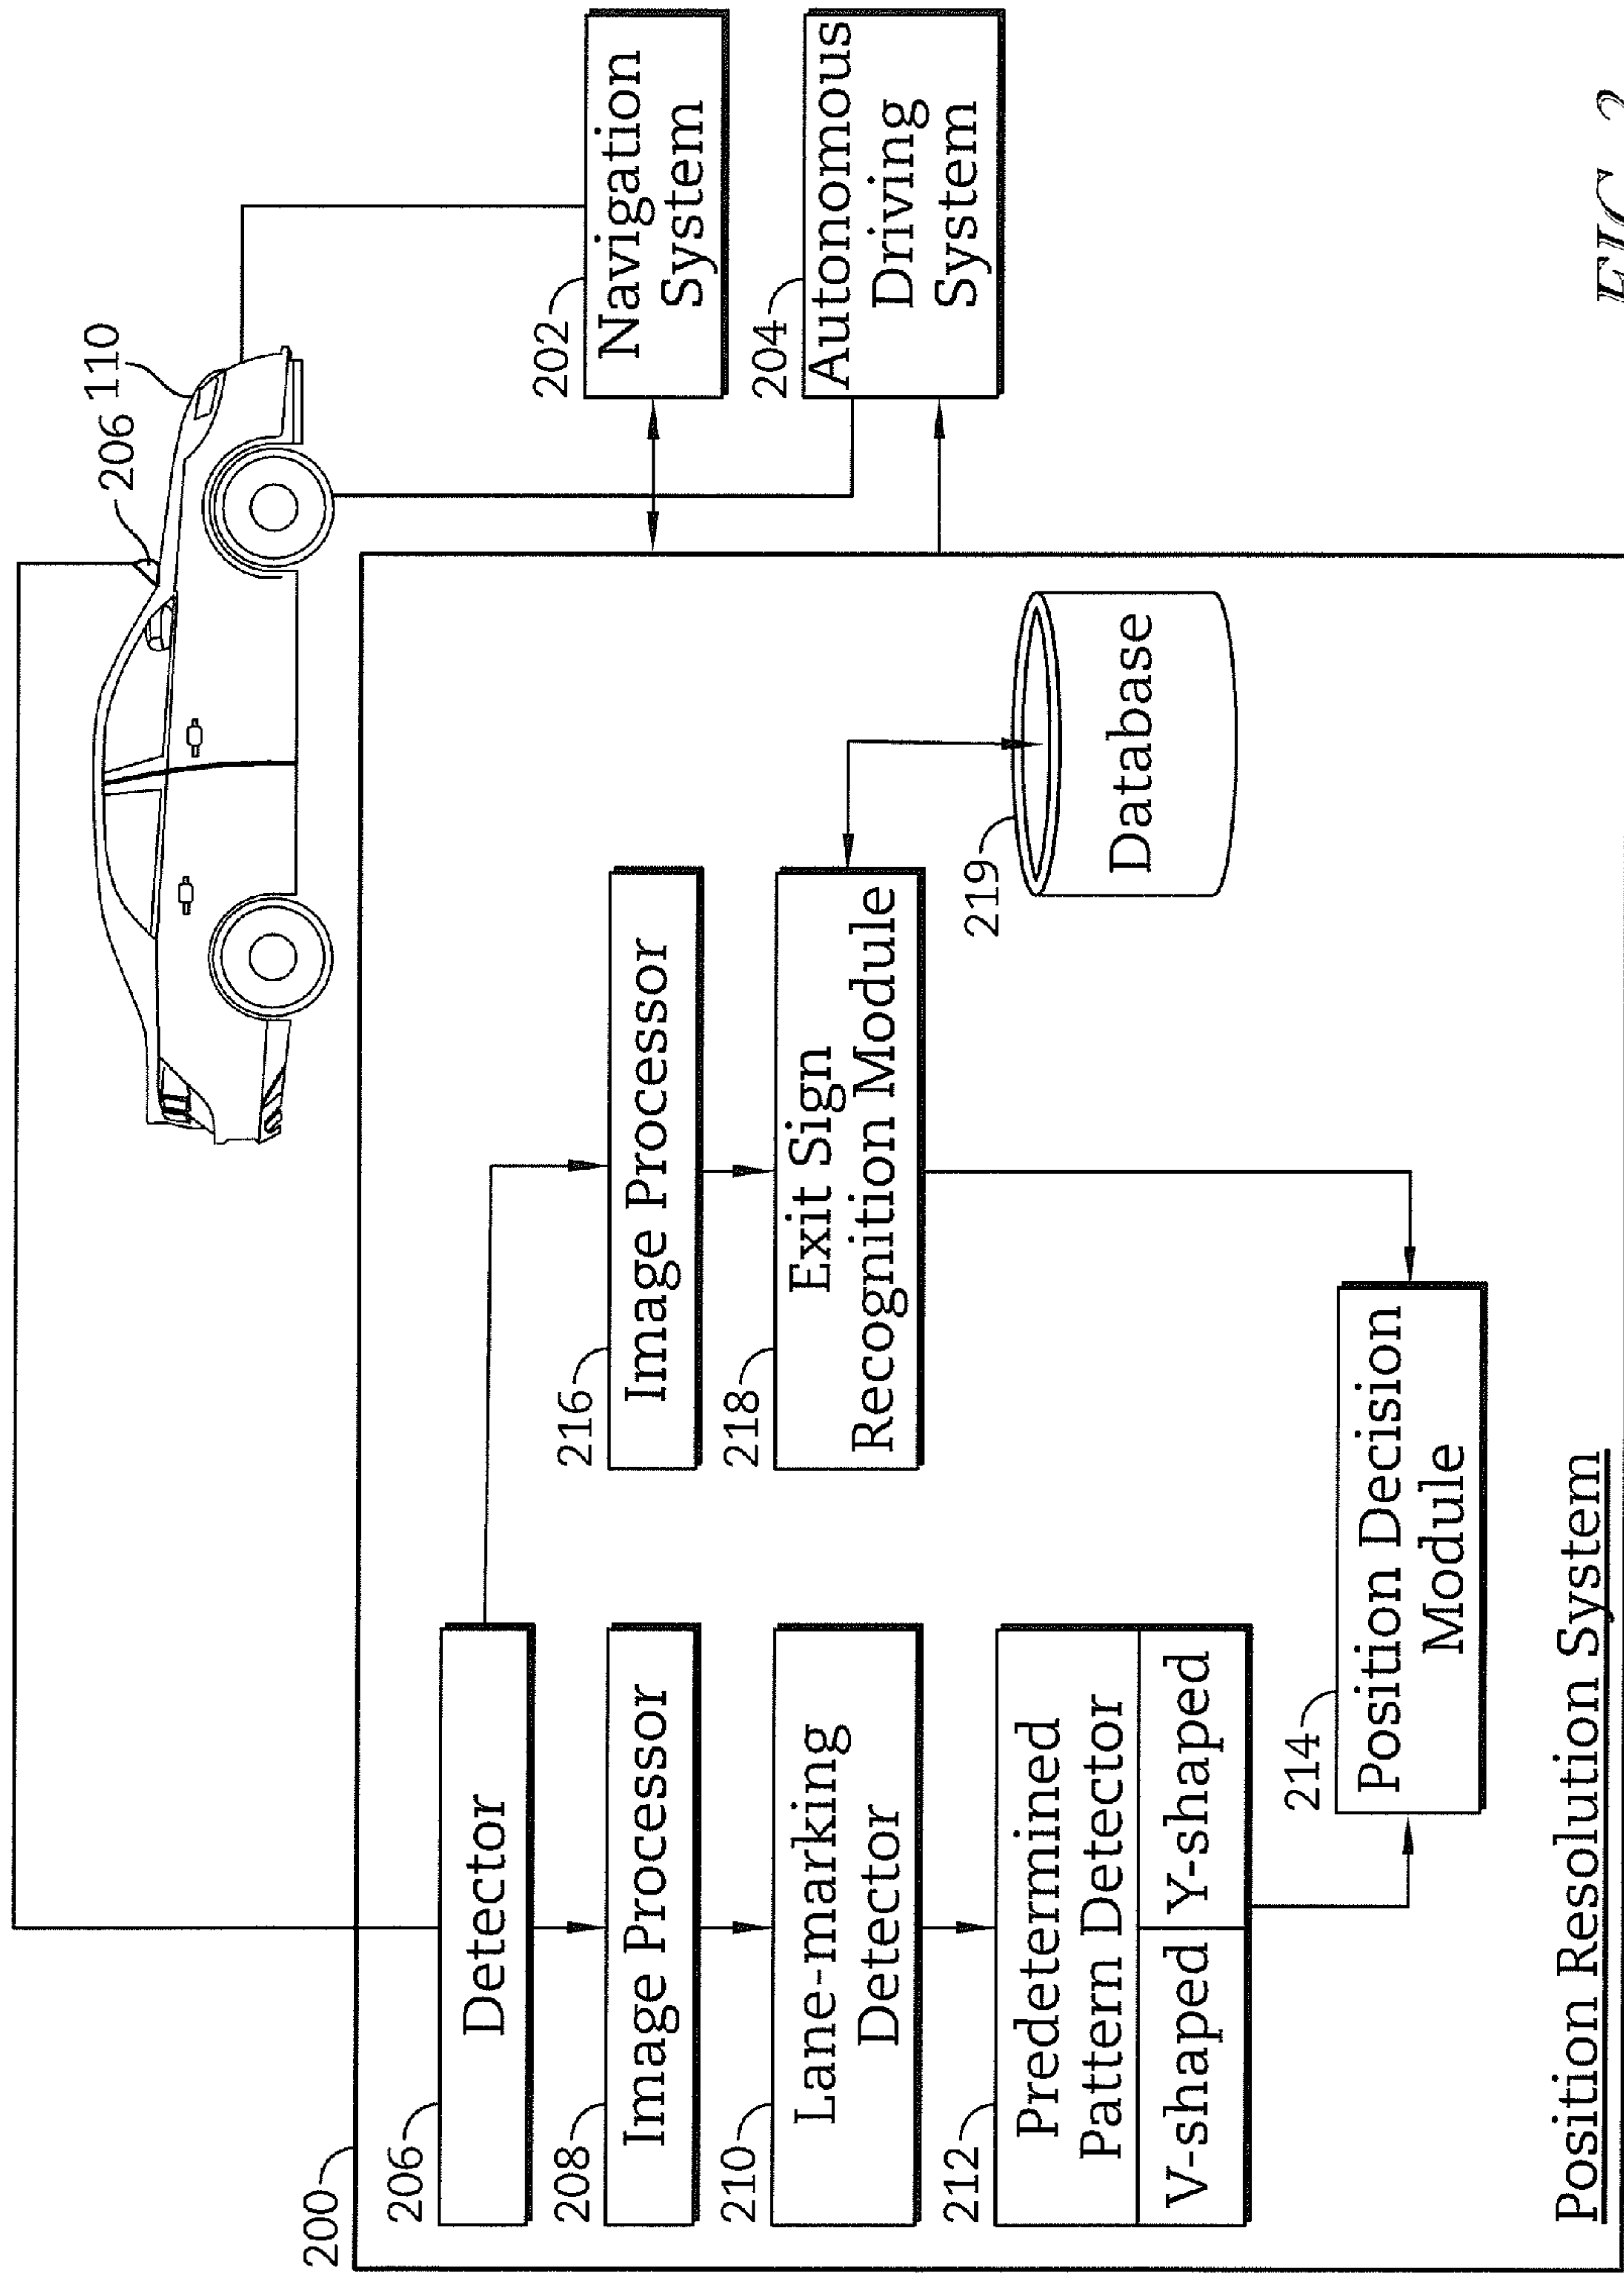 206
110
202
Navigation
System
204
Autonomous
Driving
System
200
206
Detector
208
Image Processor
210
Lane-marking
Detector
212
Predetermined
Pattern Detector
V-shaped
Y-shaped
216
Image Processor
218
Exit Sign
Recognition Module
219
Database
214
Position Decision
Module
Position Resolution System
FIG. 2